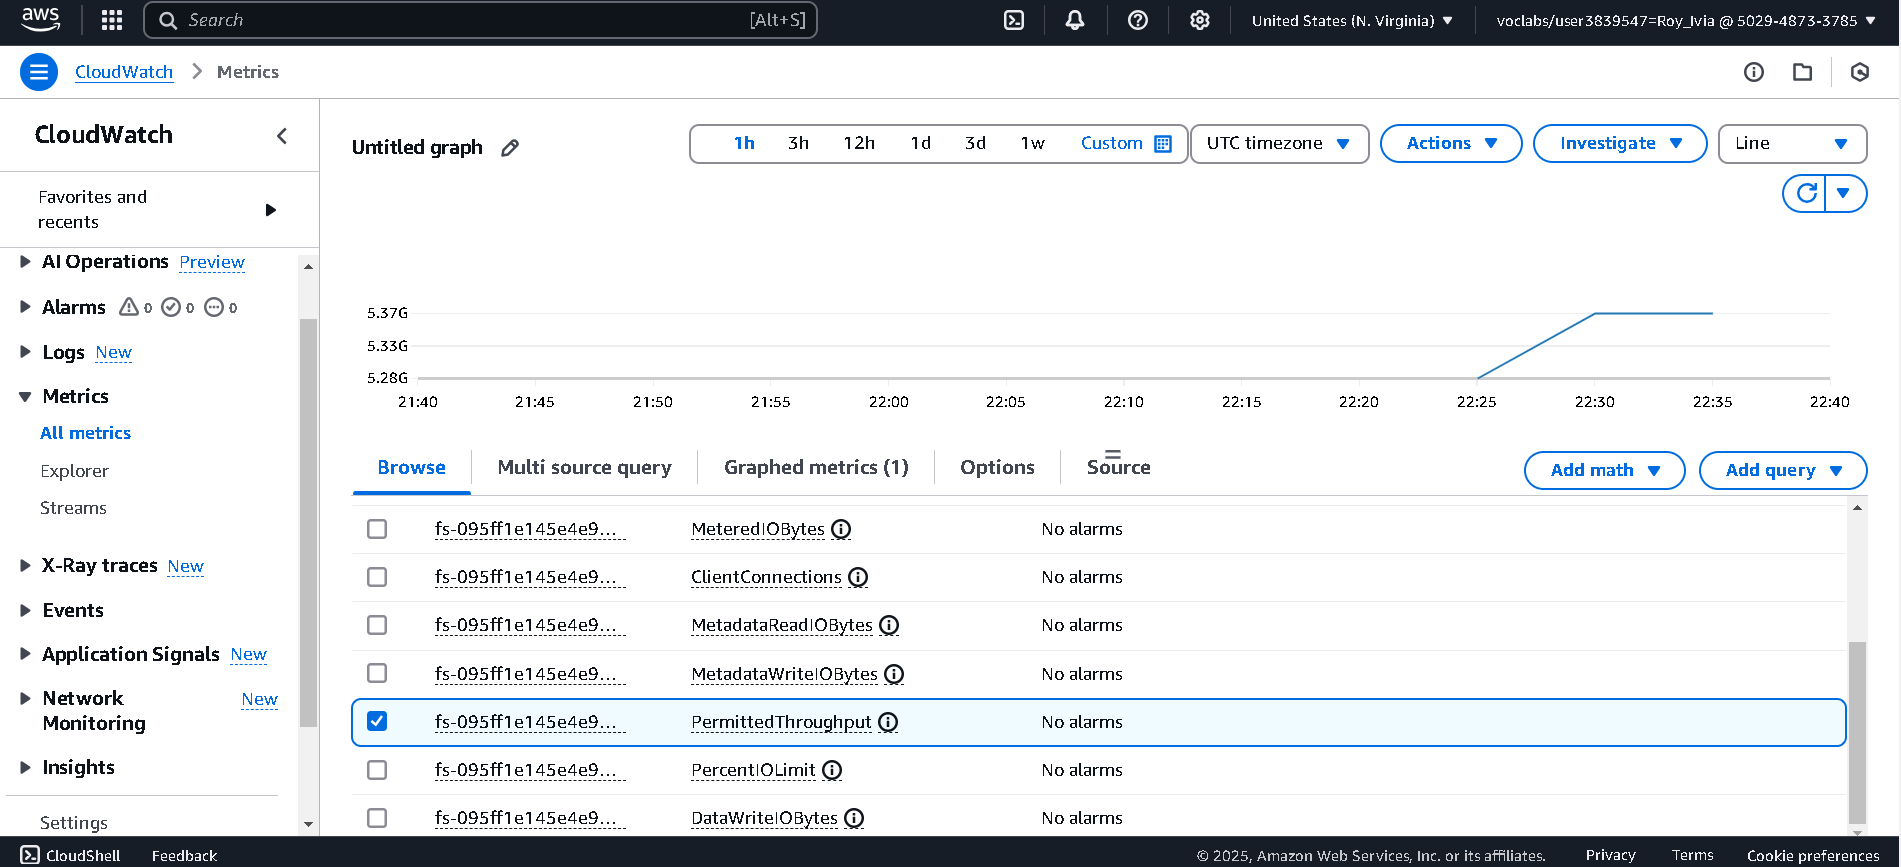 aws
Search [Alt+S]
United States (N. Virginia)
voclabs/user3839547=Roy_Ivia @ 5029-4873-3785
CloudWatch > Metrics
CloudWatch
Favorites and
recents
AI Operations Preview
Alarms 0 0 0
Logs New
Metrics
All metrics
Explorer
Streams
X-Ray traces New
Events
Application Signals New
Network New
Monitoring
Insights
Settings
Untitled graph
1h 3h 12h 1d 3d 1w Custom
UTC timezone
Actions
Investigate
Line
5.37G
5.33G
5.28G
21:40 21:45 21:50 21:55 22:00 22:05 22:10 22:15 22:20 22:25 22:30 22:35 22:40
Browse Multi source query Graphed metrics (1) Options Source
Add math Add query
fs-095ff1e145e4e9... MeteredIOBytes No alarms
fs-095ff1e145e4e9... ClientConnections No alarms
fs-095ff1e145e4e9... MetadataReadIOBytes No alarms
fs-095ff1e145e4e9... MetadataWriteIOBytes No alarms
fs-095ff1e145e4e9... PermittedThroughput No alarms
fs-095ff1e145e4e9... PercentIOLimit No alarms
fs-095ff1e145e4e9... DataWriteIOBytes No alarms
CloudShell Feedback
© 2025, Amazon Web Services, Inc. or its affiliates. Privacy Terms Cookie preferences